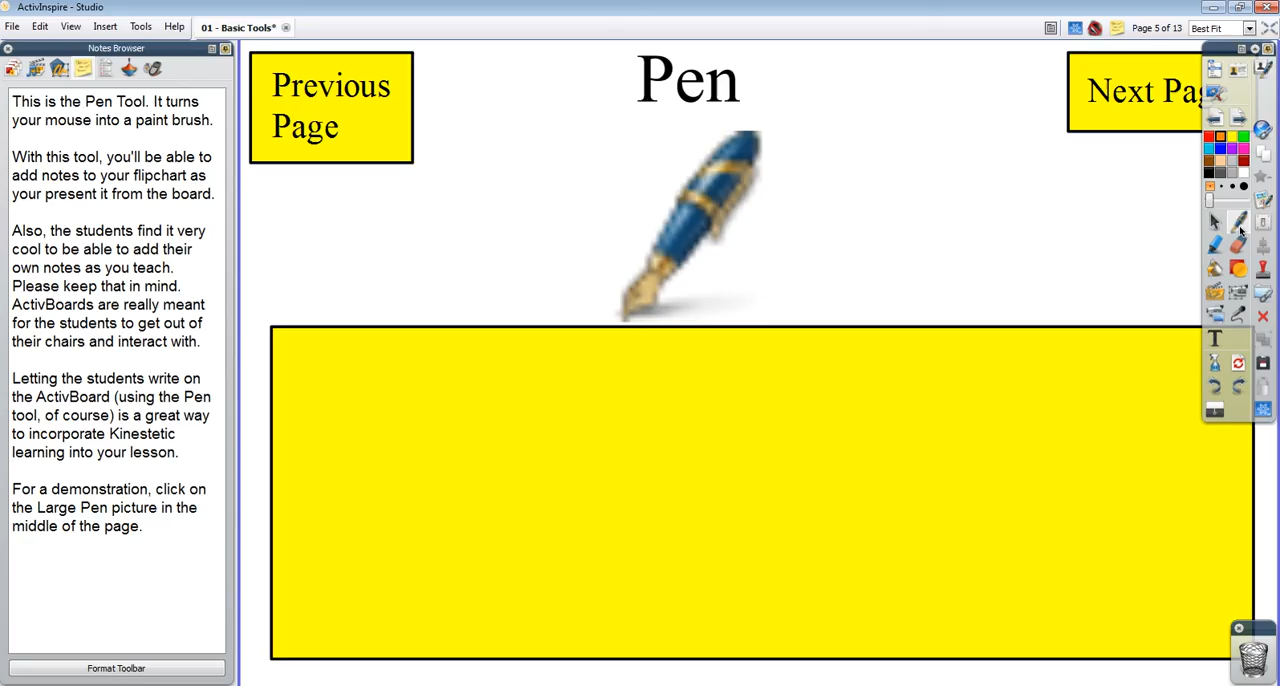 ActivInspire - Studio
File Edit View Insert Tools Help
01 - Basic Tools*
Page 5 of 13
Best Fit
Notes Browser
This is the Pen Tool. It turns
your mouse into a paint brush.
With this tool, you'll be able to
add notes to your flipchart as
your present it from the board.
Also, the students find it very
cool to be able to add their
own notes as you teach.
Please keep that in mind.
ActivBoards are really meant
for the students to get out of
their chairs and interact with.
Letting the students write on
the ActivBoard (using the Pen
tool, of course) is a great way
to incorporate Kinestetic
learning into your lesson.
For a demonstration, click on
the Large Pen picture in the
middle of the page.
Format Toolbar
Previous
Page
Pen
Next Pag
T